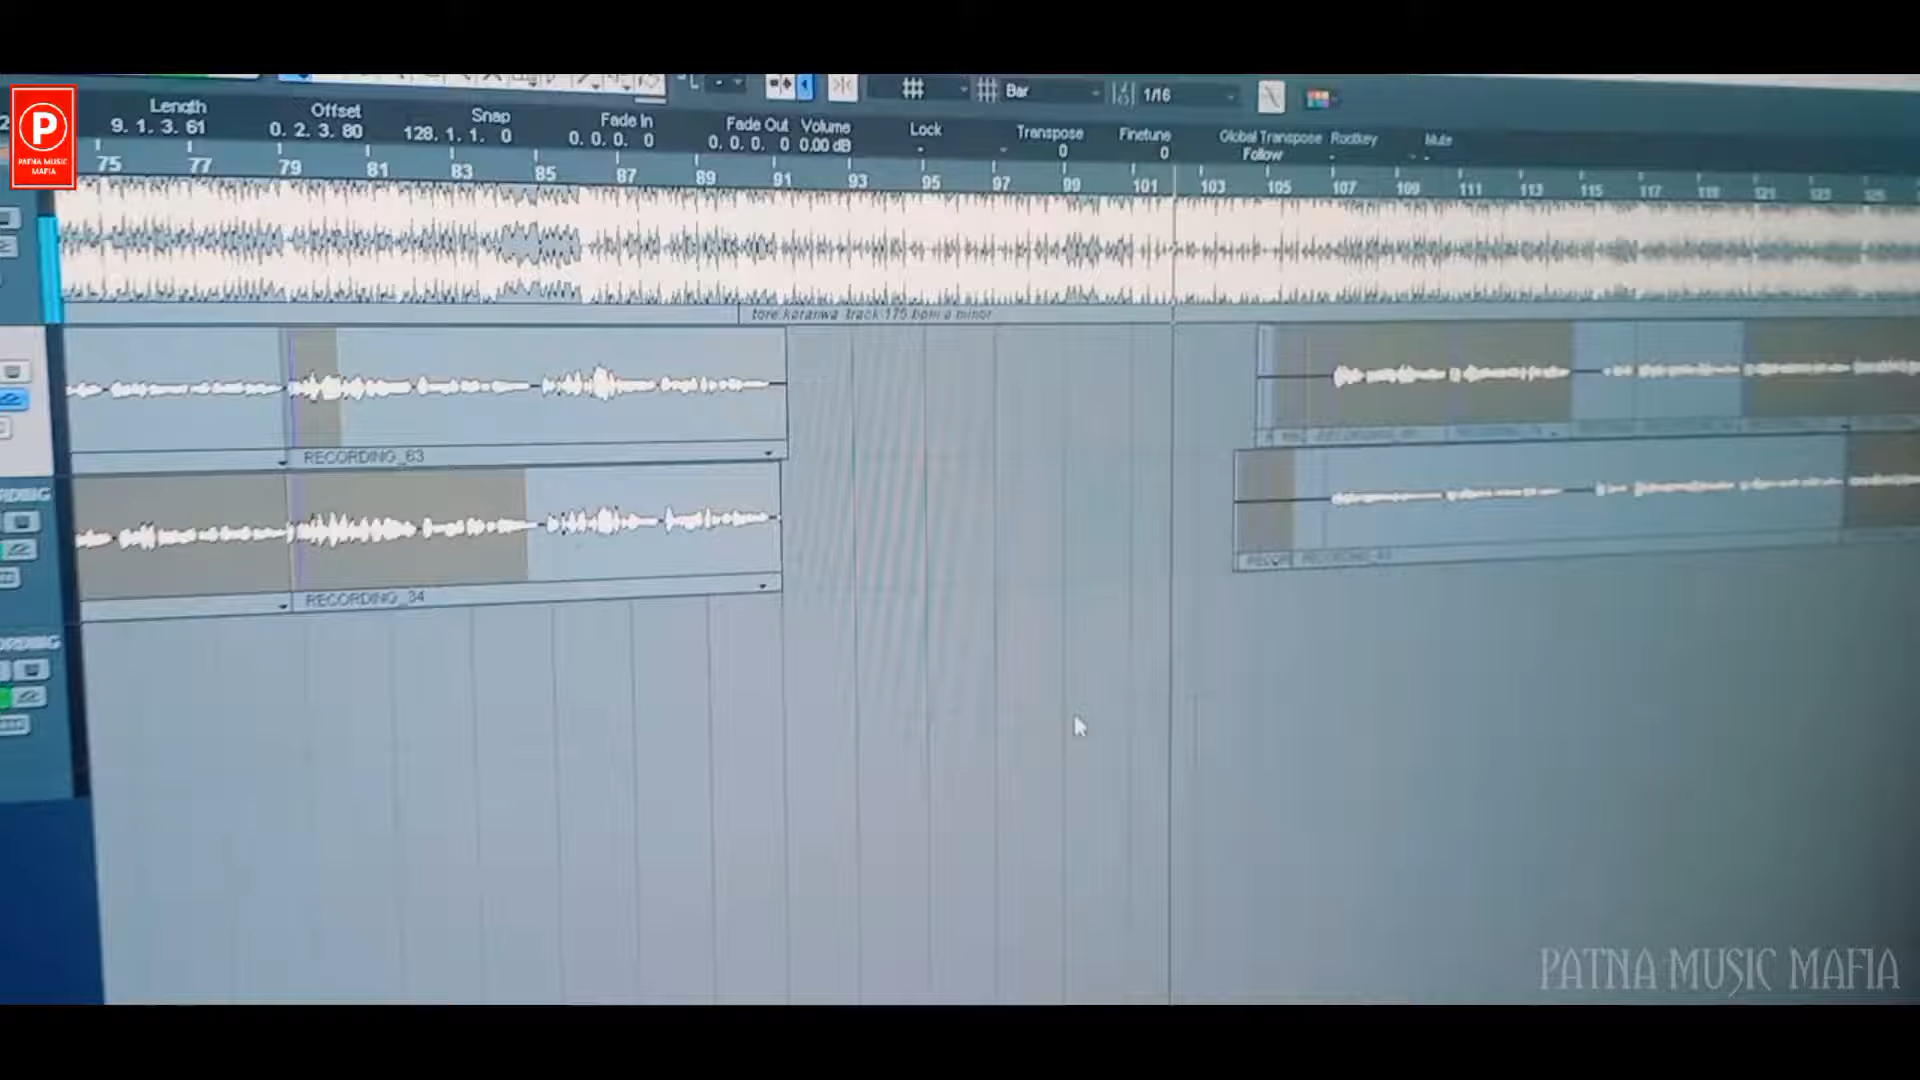 Bar
1/16
Length
Offset
Snap
Fade In
Fade Out
Volume
Lock
Transpose
Finetune
Global Transpose
Rootkey
Mute
9. 1. 3. 61
0. 2. 3. 80
128. 1. 1. 0
0. 0. 0. 0
0. 0. 0. 0
0.00 dB
-
0
0
Follow
-
-
P
PATNA MUSIC
MAFIA
75 77 79 81 83 85 87 89 91 93 95 97 99 101 103 105 107 109 111 113 115 117 119 121 123 125
tore karanwa track 175 bpm a minor
RECORDING_63
RECORDING_34
PATNA MUSIC MAFIA